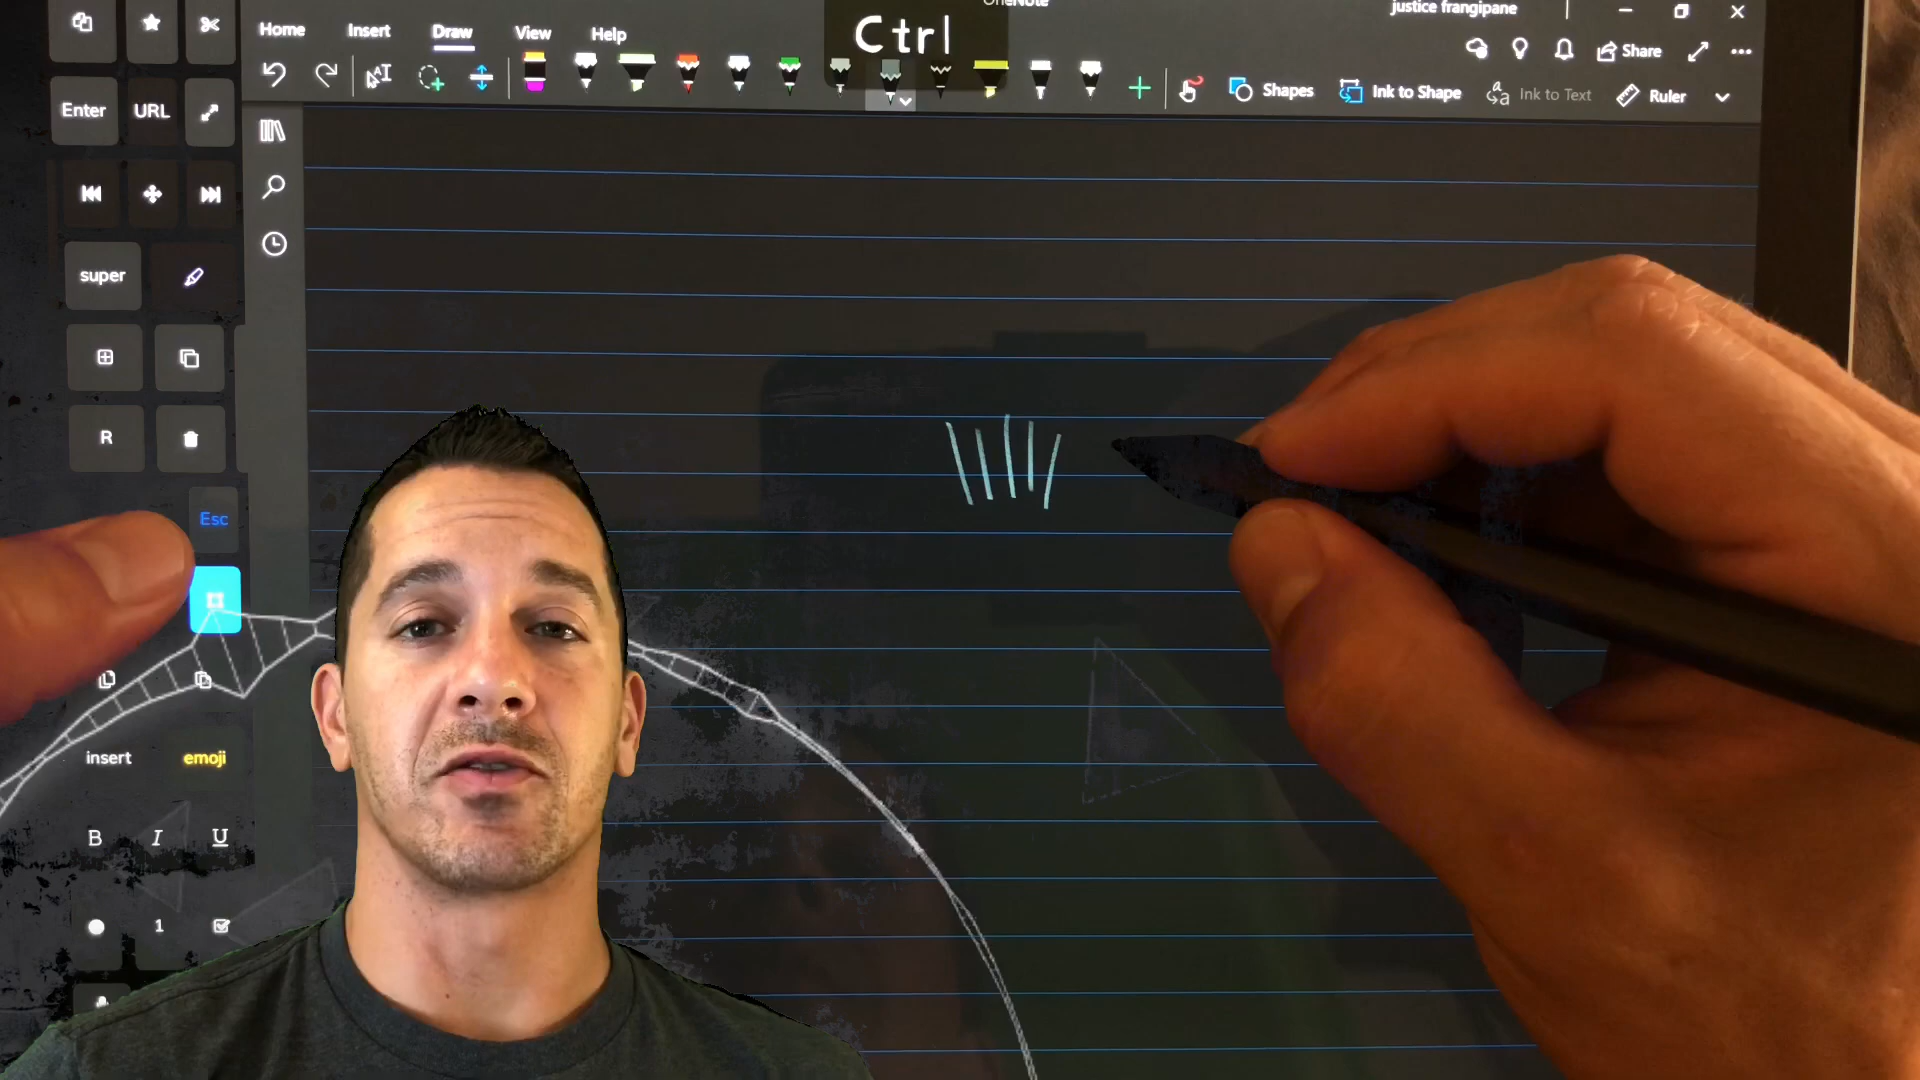 OneNote
justice frangipane
Ctrl
Home Insert Draw View Help
Share
Shapes Ink to Shape Ink to Text Ruler
Enter URL
super
R
Esc
insert emoji
B I U
1